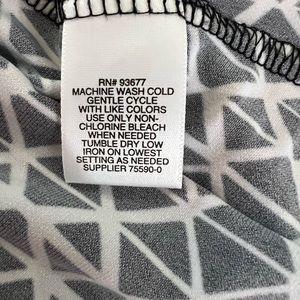 RN# 93677
MACHINE WASH COLD
GENTLE CYCLE
WITH LIKE COLORS
USE ONLY NON-
CHLORINE BLEACH
WHEN NEEDED
TUMBLE DRY LOW
IRON ON LOWEST
SETTING AS NEEDED
SUPPLIER 75590-0